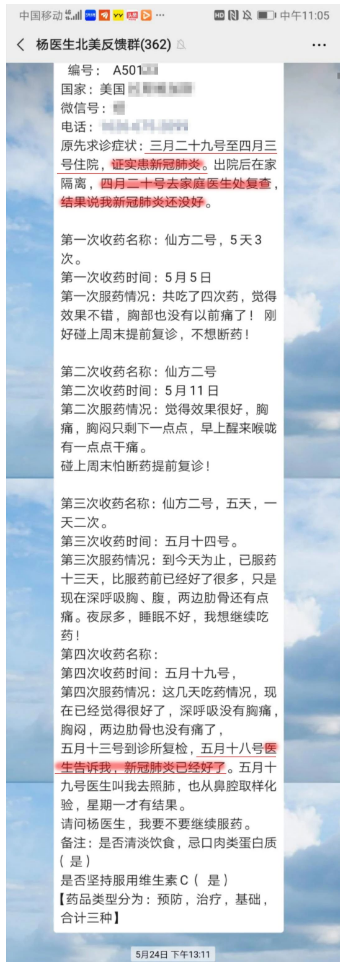 中国移动 中午11:05
杨医生北美反馈群(362)
编号： A501
国家：美国
微信号：
电话：
原先求诊症状：三月二十九号至四月三
号住院，证实患新冠肺炎。出院后在家
隔离，四月二十号去家庭医生处复查，
结果说我新冠肺炎还没好。
第一次收药名称：仙方二号，5天3
次。
第一次收药时间：5月5日
第一次服药情况：共吃了四次药，觉得
效果不错，胸部也没有以前痛了！刚
好碰上周末提前复诊，不想断药！
第二次收药名称：仙方二号
第二次收药时间：5月11日
第二次服药情况：觉得效果很好，胸
痛，胸闷只剩下一点点，早上醒来喉咙
有一点点干痛。
碰上周末怕断药提前复诊！
第三次收药名称：仙方二号，五天，一
天二次。
第三次收药时间：五月十四号。
第三次服药情况：到今天为止，已服药
十三天，比服药前已经好了很多，只是
现在深呼吸胸、腹，两边肋骨还有点
痛。夜尿多，睡眠不好，我想继续吃
药！
第四次收药名称：
第四次收药时间：五月十九号，
第四次服药情况：这几天吃药情况，现
在已经觉得很好了，深呼吸没有胸痛，
胸闷，两边肋骨也没有痛了，
五月十三号到诊所复检，五月十八号医
生告诉我，新冠肺炎已经好了。五月十
九号医生叫我去照肺，也从鼻腔取样化
验，星期一才有结果。
请问杨医生，我要不要继续服药。
备注：是否清淡饮食，忌口肉类蛋白质
（是）
是否坚持服用维生素C（ 是）
【药品类型分为：预防，治疗，基础，
合计三种】
5月24日 下午13:11